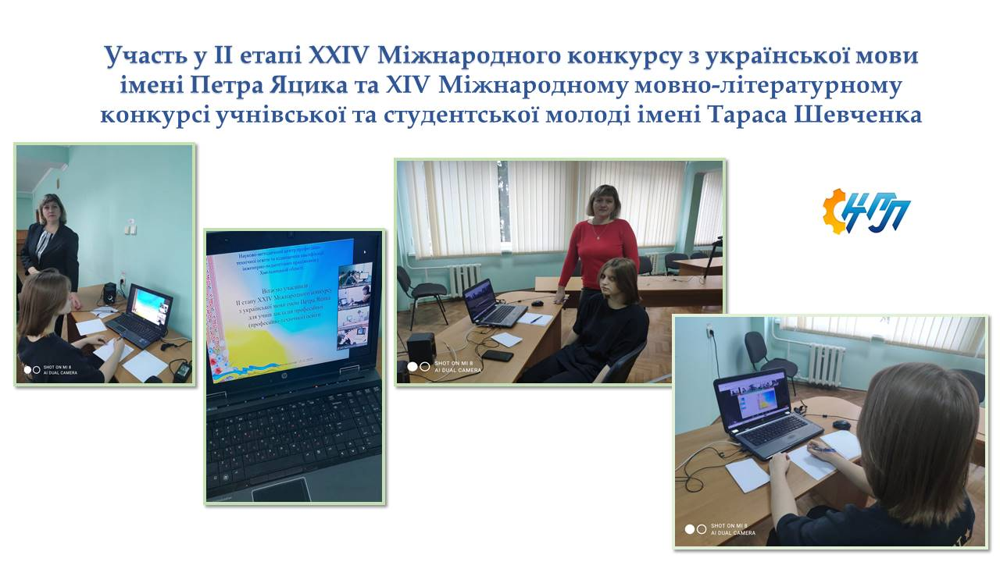 Участь у ІІ етапі XXIV Міжнародного конкурсу з української мови
імені Петра Яцика та XIV Міжнародному мовно-літературному
конкурсі учнівської та студентської молоді імені Тараса Шевченка
SHOT ON MI 8
AI DUAL CAMERA
Науково-методичний центр професійно-
технічної освіти та підвищення кваліфікації
інженерно-педагогічних працівників у
Хмельницькій області
Вітаємо учасників
ІІ етапу XXIV Міжнародного конкурсу
з української мови імені Петра Яцика
для учнів закладів професійної
(професійно-технічної) освіти
hp
SHOT ON MI 8
AI DUAL CAMERA
SHOT ON MI 8
AI DUAL CAMERA